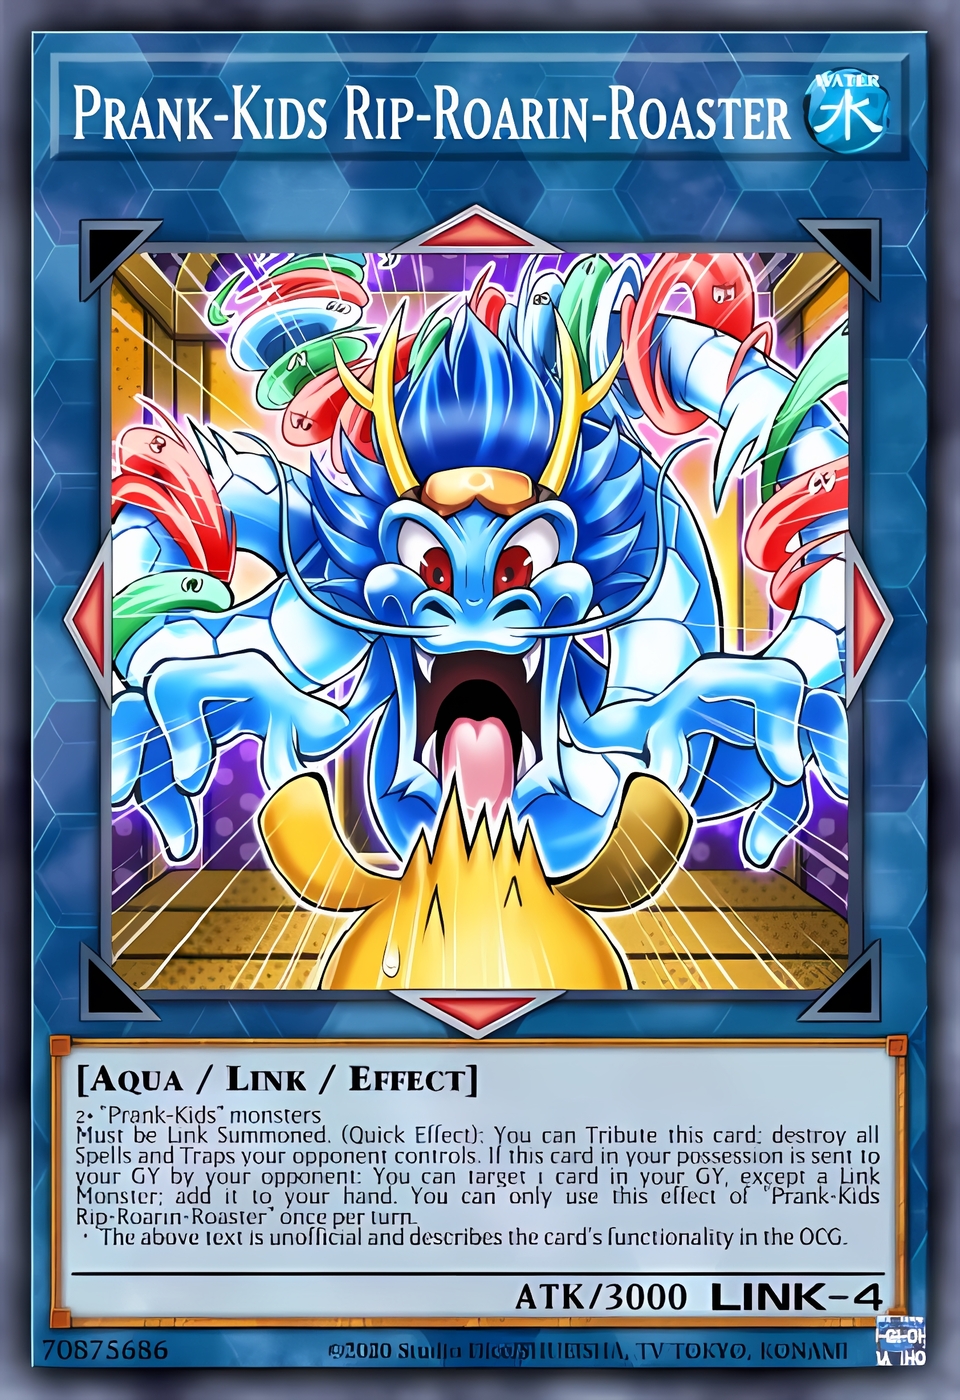 PRANK-KIDS RIP-ROARIN-ROASTER
WATER
水
[AQUA / LINK / EFFECT]
2+ "Prank-Kids" monsters
Must be Link Summoned. (Quick Effect): You can Tribute this card; destroy all
Spells and Traps your opponent controls. If this card in your possession is sent to
your GY by your opponent: You can target 1 card in your GY, except a Link
Monster; add it to your hand. You can only use this effect of "Prank-Kids
Rip-Roarin-Roaster" once per turn.
* The above text is unofficial and describes the card's functionality in the OCG.
ATK/3000 LINK-4
70875686
TV TOKYO, KONAMI